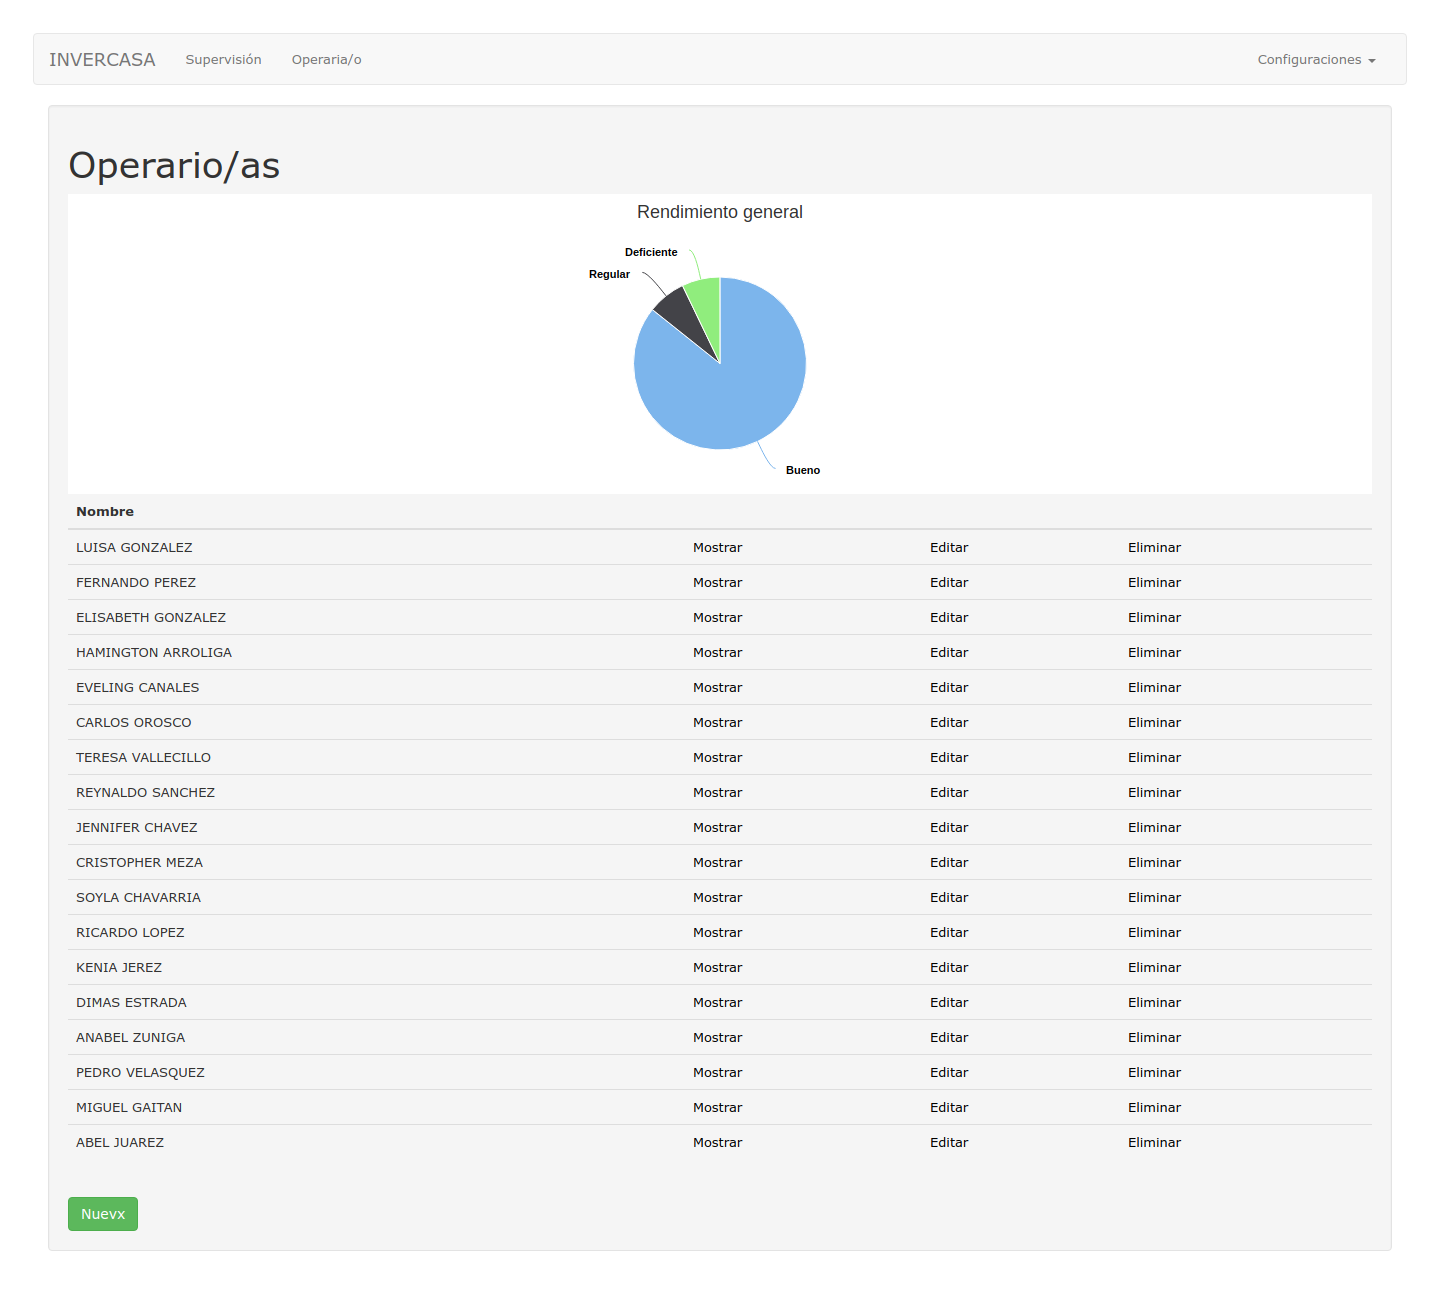 INVERCASA Supervisión Operaria/o Configuraciones
Operario/as
Rendimiento general
Deficiente
Regular
Bueno
Nombre
LUISA GONZALEZ Mostrar Editar Eliminar
FERNANDO PEREZ Mostrar Editar Eliminar
ELISABETH GONZALEZ Mostrar Editar Eliminar
HAMINGTON ARROLIGA Mostrar Editar Eliminar
EVELING CANALES Mostrar Editar Eliminar
CARLOS OROSCO Mostrar Editar Eliminar
TERESA VALLECILLO Mostrar Editar Eliminar
REYNALDO SANCHEZ Mostrar Editar Eliminar
JENNIFER CHAVEZ Mostrar Editar Eliminar
CRISTOPHER MEZA Mostrar Editar Eliminar
SOYLA CHAVARRIA Mostrar Editar Eliminar
RICARDO LOPEZ Mostrar Editar Eliminar
KENIA JEREZ Mostrar Editar Eliminar
DIMAS ESTRADA Mostrar Editar Eliminar
ANABEL ZUNIGA Mostrar Editar Eliminar
PEDRO VELASQUEZ Mostrar Editar Eliminar
MIGUEL GAITAN Mostrar Editar Eliminar
ABEL JUAREZ Mostrar Editar Eliminar
Nuevx